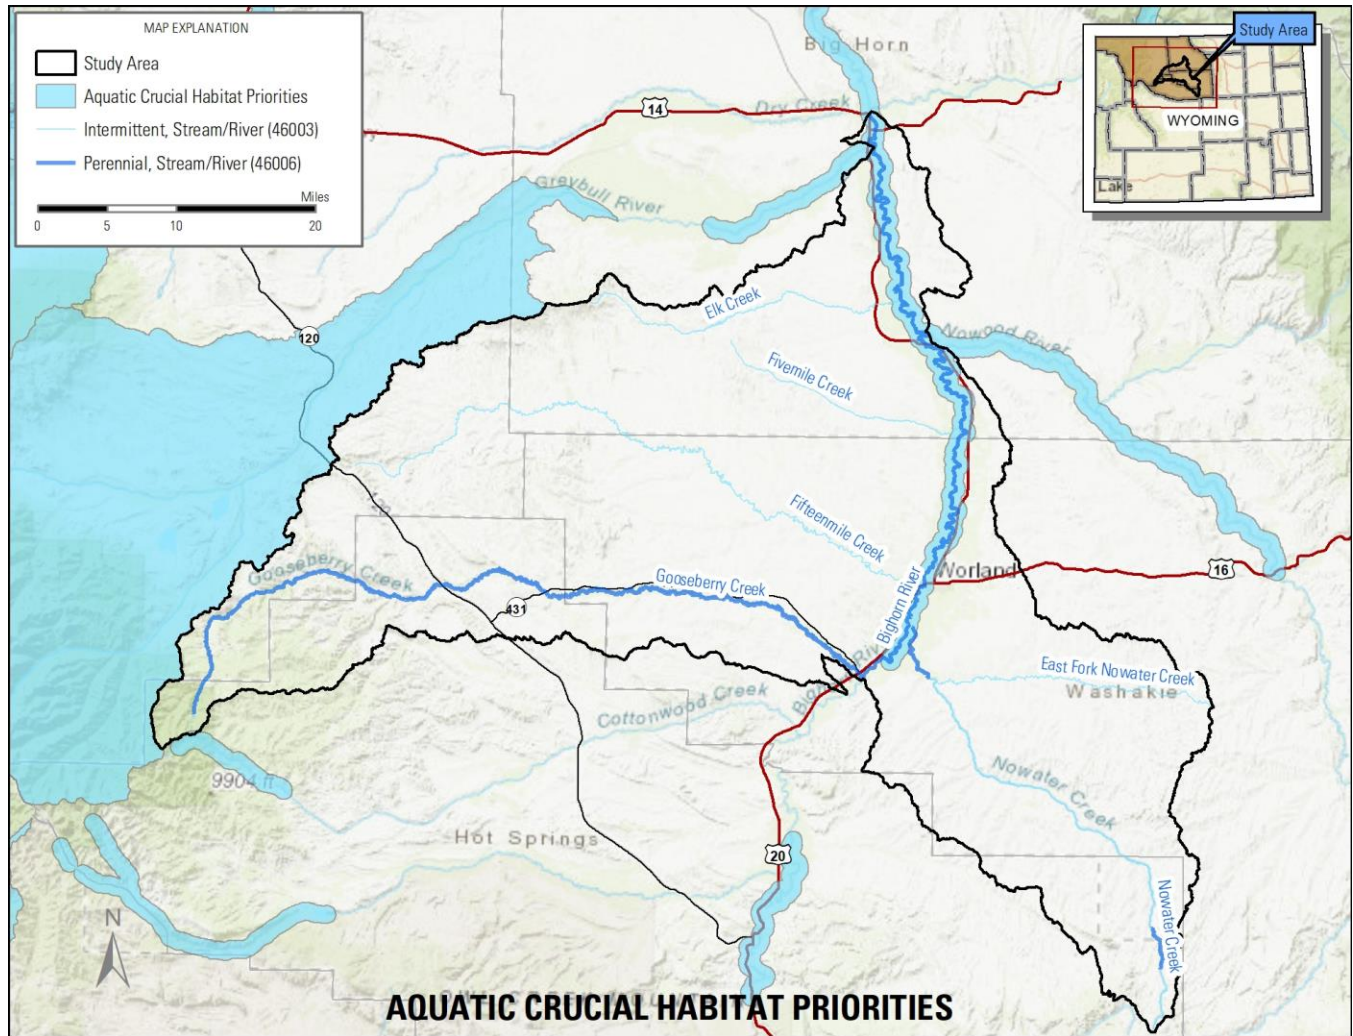 MAP EXPLANATION
Study Area
Aquatic Crucial Habitat Priorities
Intermittent, Stream/River (46003)
Perennial, Stream/River (46006)
Miles
0 5 10 20
Big Horn
Study Area
WYOMING
Lake
14
Dry Creek
Greybull River
Elk Creek
Nowood River
120
Fivemile Creek
120
Fifteenmile Creek
Gooseberry Creek
Gooseberry Creek
Worland
16
431
Bighorn River
East Fork Nowater Creek
Washakie
Cottonwood Creek
9904 ft
Nowater Creek
Hot Springs
20
Nowater Creek
N
AQUATIC CRUCIAL HABITAT PRIORITIES